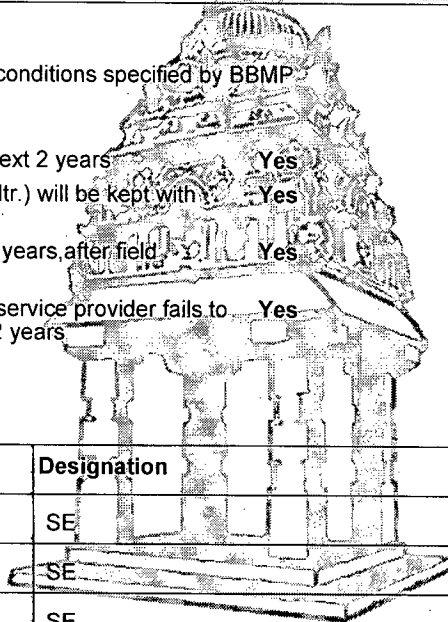 conditions specified by BBMP
ext 2 years Yes
ltr.) will be kept with Yes
years,after field Yes
service provider fails to Yes
2 years
Designation
SE
SE
SE